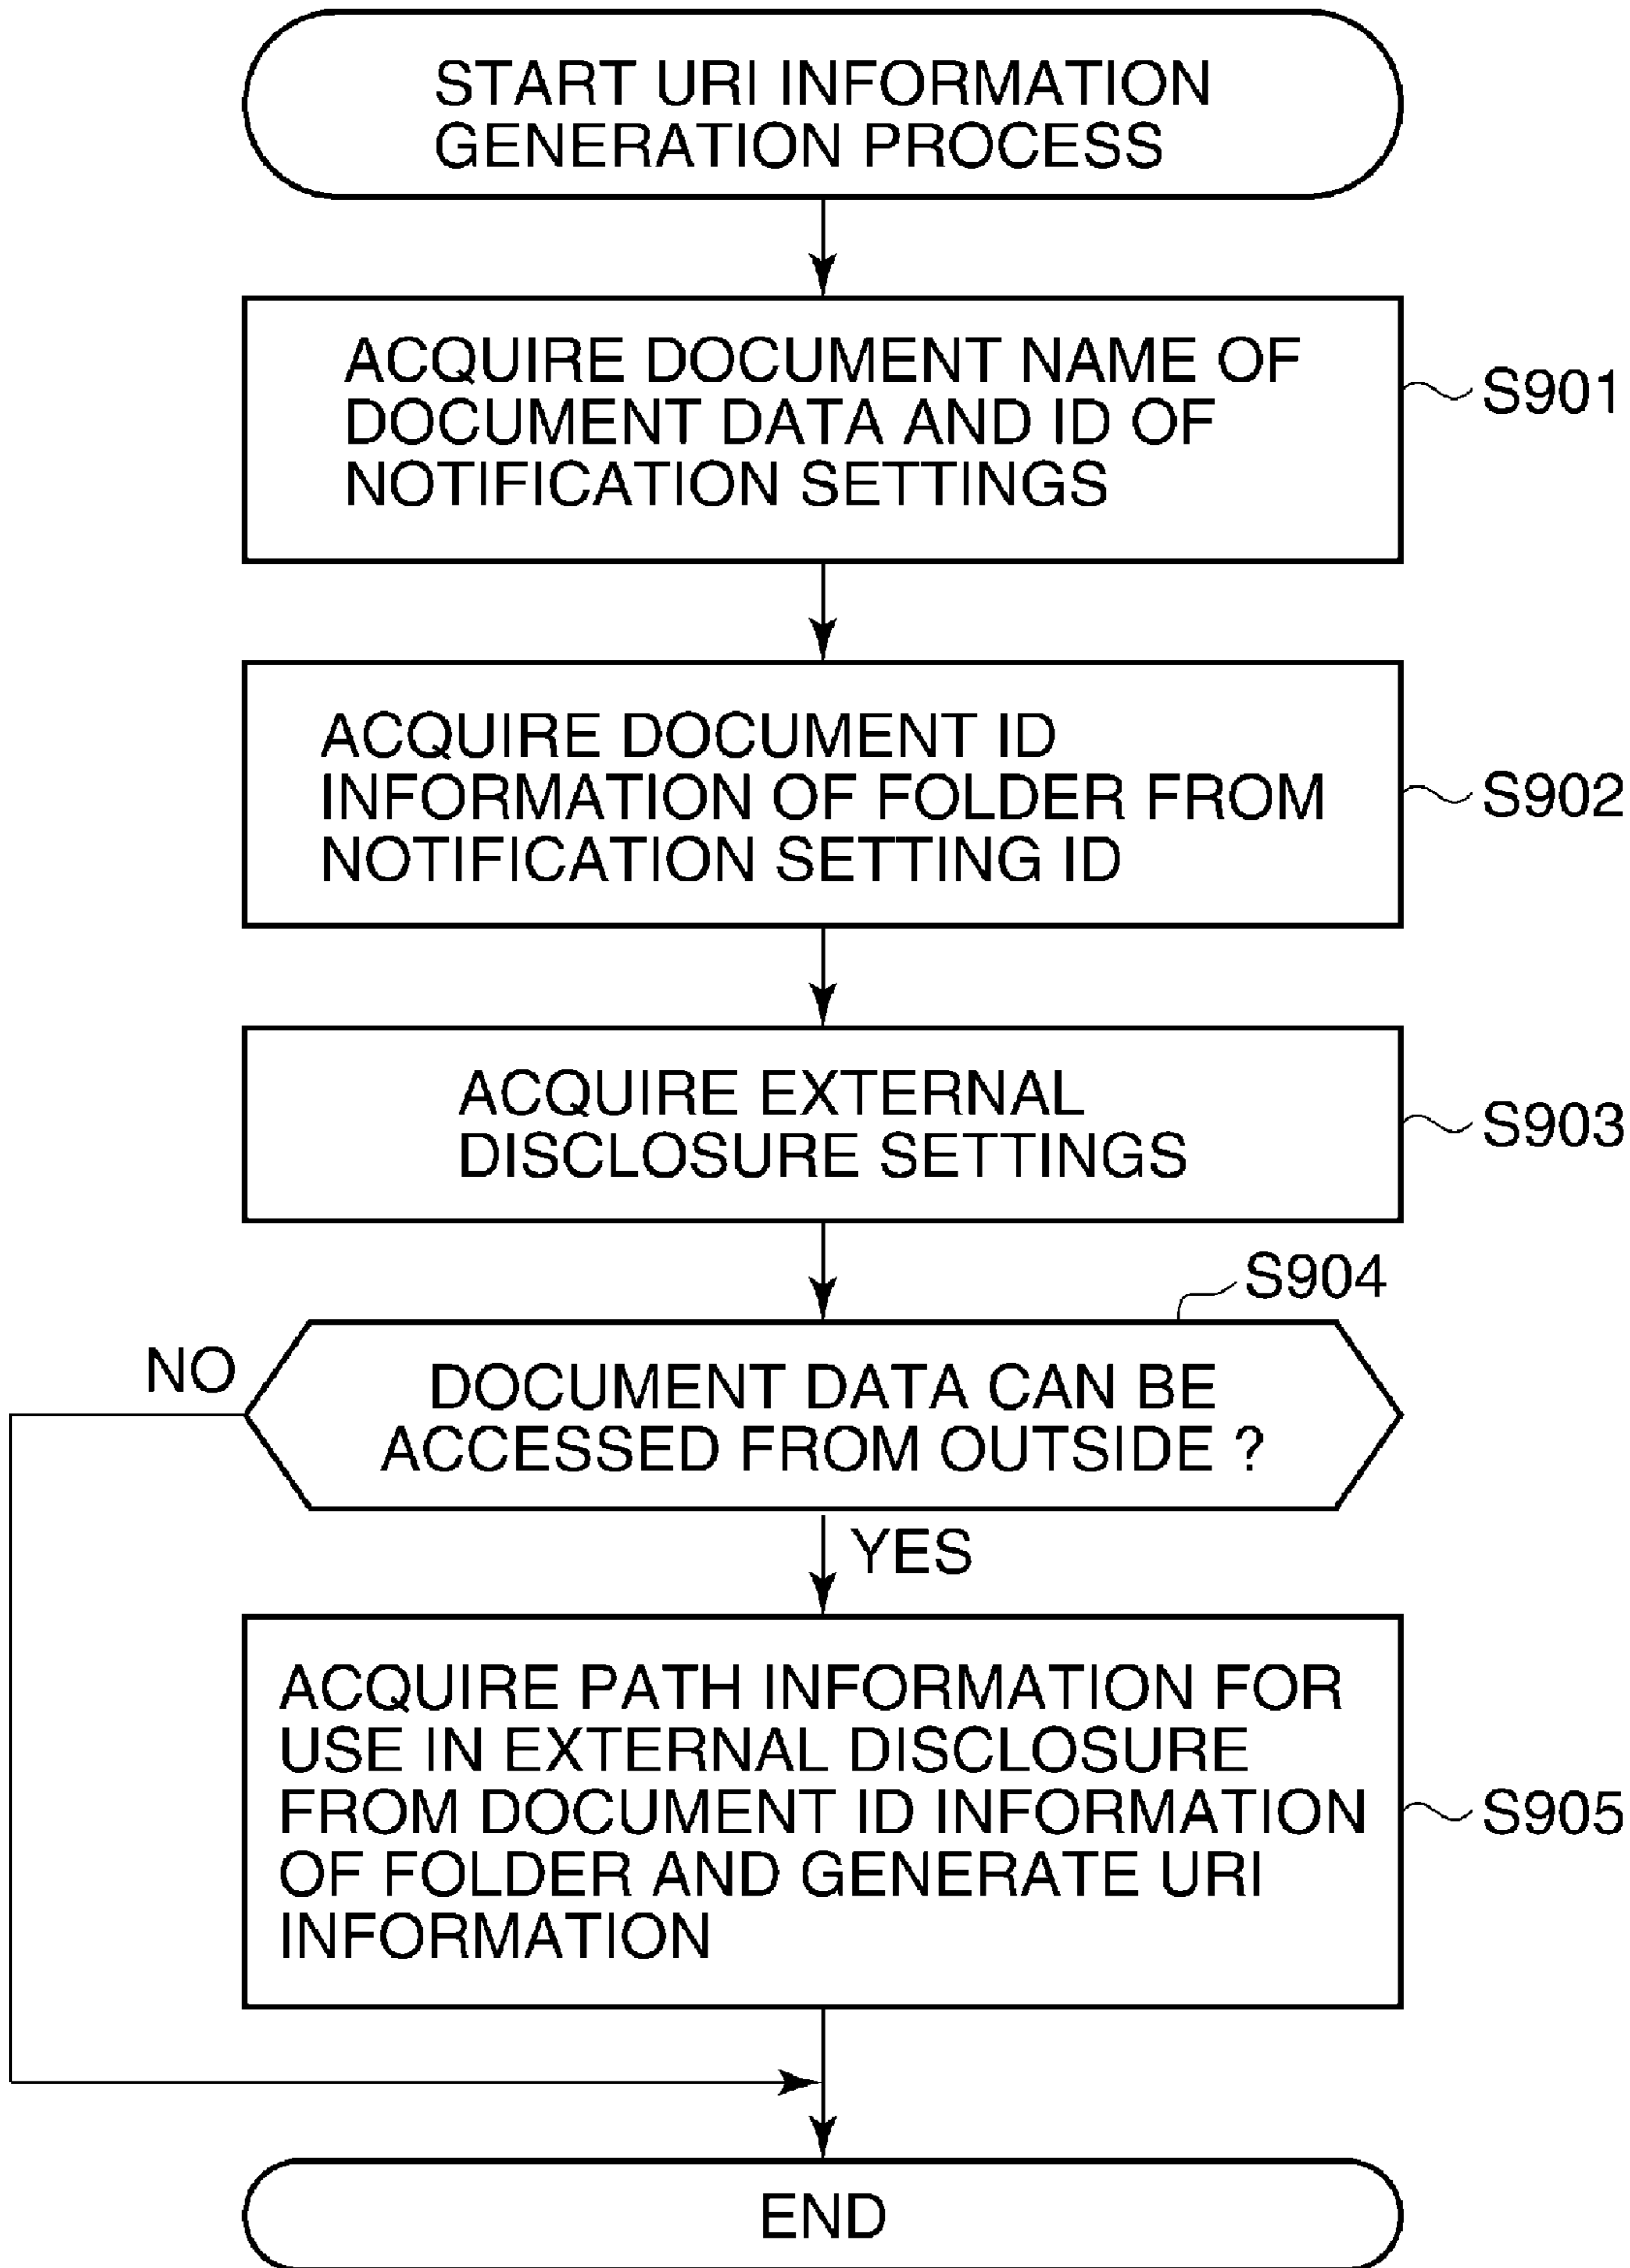 START URI INFORMATION
GENERATION PROCESS
ACQUIRE DOCUMENT NAME OF
DOCUMENT DATA AND ID OF
NOTIFICATION SETTINGS
S901
ACQUIRE DOCUMENT ID
INFORMATION OF FOLDER FROM
NOTIFICATION SETTING ID
S902
ACQUIRE EXTERNAL
DISCLOSURE SETTINGS
S903
S904
NO
DOCUMENT DATA CAN BE
ACCESSED FROM OUTSIDE ?
YES
ACQUIRE PATH INFORMATION FOR
USE IN EXTERNAL DISCLOSURE
FROM DOCUMENT ID INFORMATION
OF FOLDER AND GENERATE URI
INFORMATION
S905
END